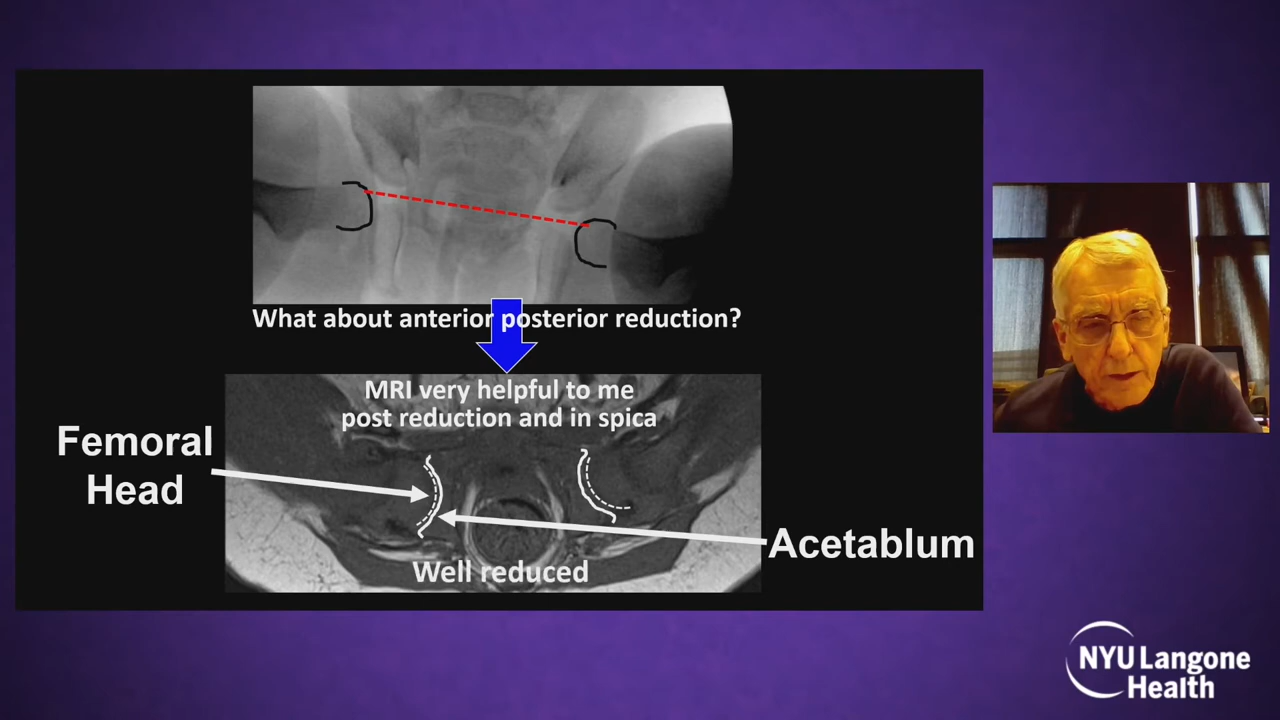 What about anterior posterior reduction?
MRI very helpful to me
post reduction and in spica
Femoral
Head
Acetablum
Well reduced
NYU Langone
Health